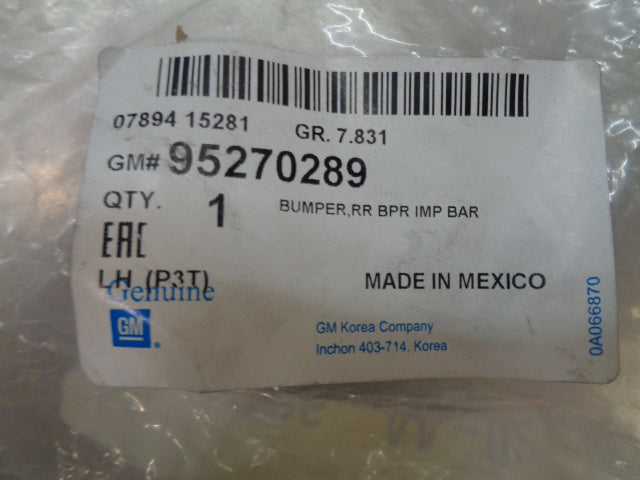 07894 15281 GR. 7.831
GM# 95270289
QTY. 1 BUMPER,RR BPR IMP BAR
EAC
LH (P3T) MADE IN MEXICO
Genuine
GM
GM Korea Company
Inchon 403-714, Korea
0A066870